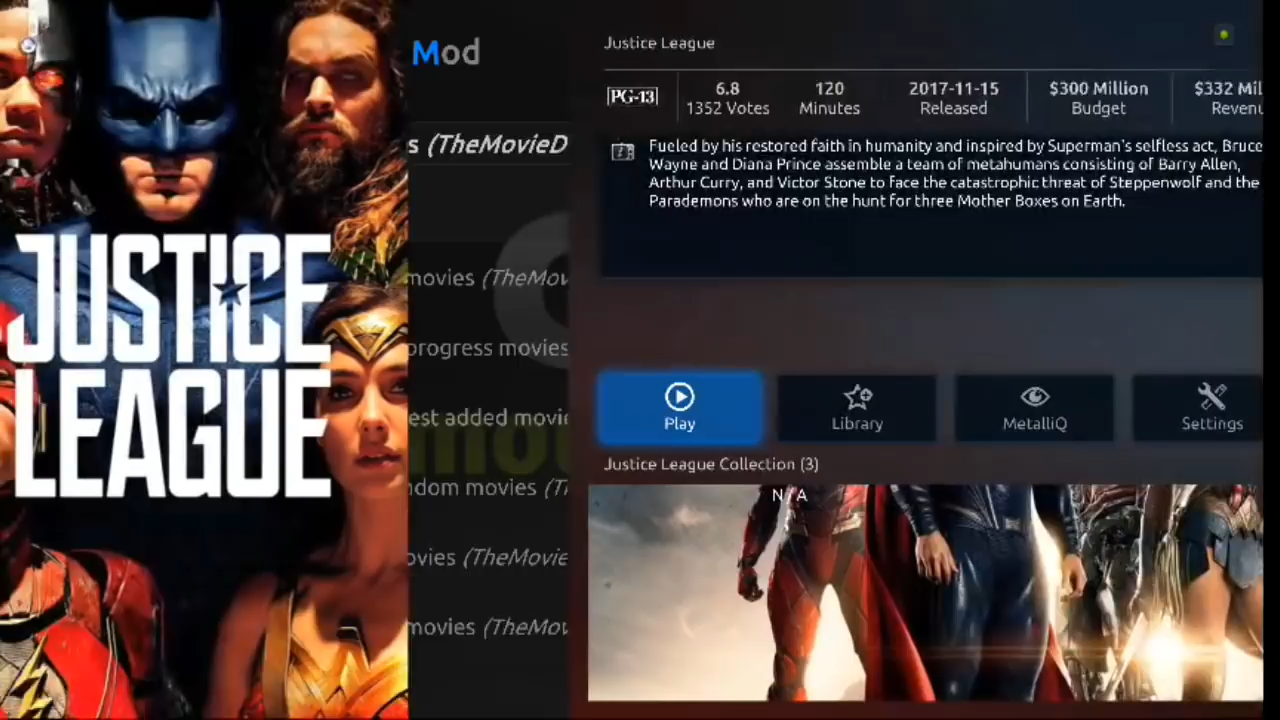 JUSTICE
LEAGUE
Mod
s (TheMovieD
movies (TheMov
progress movies
est added movi
ndom movies (T
ovies (TheMovie
movies (TheMov
Justice League
PG-13
6.8
1352 Votes
120
Minutes
2017-11-15
Released
$300 Million
Budget
$332 Mil
Revenu
Fueled by his restored faith in humanity and inspired by Superman's selfless act, Bruce
Wayne and Diana Prince assemble a team of metahumans consisting of Barry Allen,
Arthur Curry, and Victor Stone to face the catastrophic threat of Steppenwolf and the
Parademons who are on the hunt for three Mother Boxes on Earth.
Play
Library
MetalliQ
Settings
Justice League Collection (3)
N/A